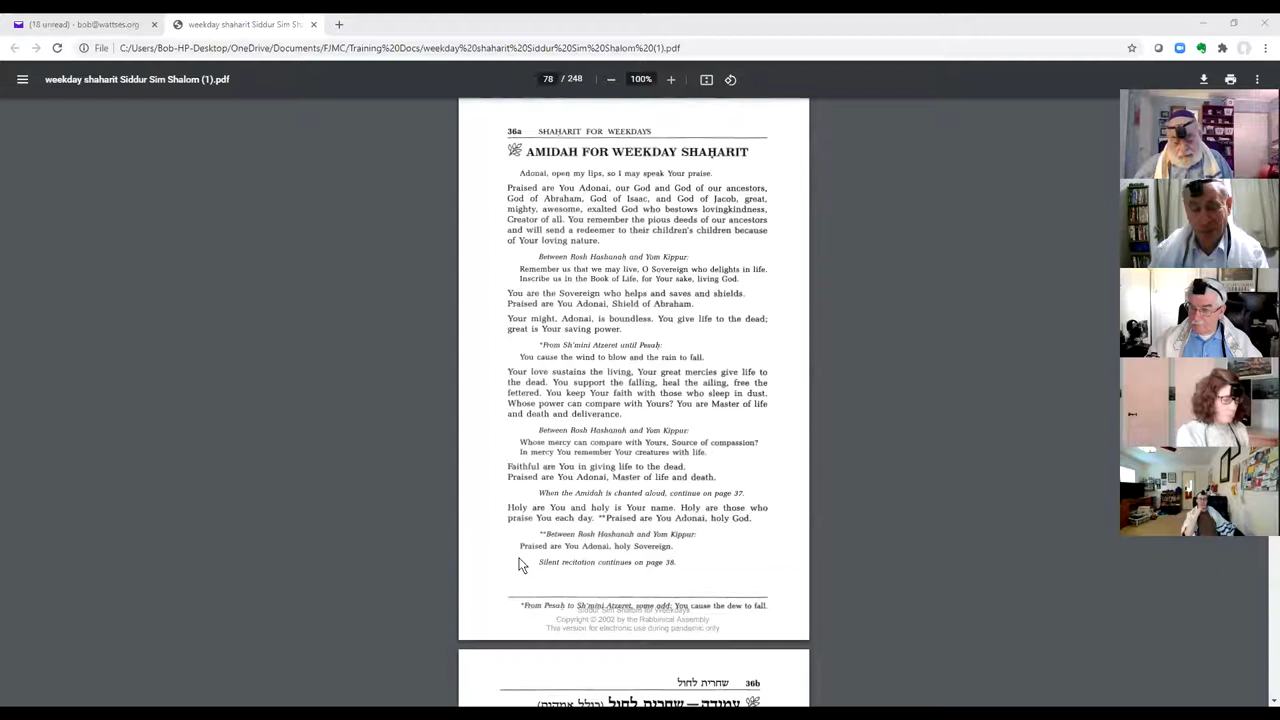 (18 unread) - bob@wattses.org
weekday shaharit Siddur Sim Sh
File
C:/Users/Bob-HP-Desktop/OneDrive/Documents/FJMC/Training%20Docs/weekday%20shaharit%20Siddur%20Sim%20Shalom%20(1).pdf
weekday shaharit Siddur Sim Shalom (1).pdf
78 / 248
100%
36a SHAḤARIT FOR WEEKDAYS
AMIDAH FOR WEEKDAY SHAḤARIT
Adonai, open my lips, so I may speak Your praise.
Praised are You Adonai, our God and God of our ancestors,
God of Abraham, God of Isaac, and God of Jacob, great,
mighty, awesome, exalted God who bestows lovingkindness,
Creator of all. You remember the pious deeds of our ancestors
and will send a redeemer to their children's children because
of Your loving nature.
Between Rosh Hashanah and Yom Kippur:
Remember us that we may live, O Sovereign who delights in life.
Inscribe us in the Book of Life, for Your sake, living God.
You are the Sovereign who helps and saves and shields.
Praised are You Adonai, Shield of Abraham.
Your might, Adonai, is boundless. You give life to the dead;
great is Your saving power.
*From Sh'mini Atzeret until Pesaḥ:
You cause the wind to blow and the rain to fall.
Your love sustains the living, Your great mercies give life to
the dead. You support the falling, heal the ailing, free the
fettered. You keep Your faith with those who sleep in dust.
Whose power can compare with Yours? You are Master of life
and death and deliverance.
Between Rosh Hashanah and Yom Kippur:
Whose mercy can compare with Yours, Source of compassion?
In mercy You remember Your creatures with life.
Faithful are You in giving life to the dead.
Praised are You Adonai, Master of life and death.
When the Amidah is chanted aloud, continue on page 37.
Holy are You and holy is Your name. Holy are those who
praise You each day. **Praised are You Adonai, holy God.
**Between Rosh Hashanah and Yom Kippur:
Praised are You Adonai, holy Sovereign.
Silent recitation continues on page 38.
*From Pesaḥ to Sh'mini Atzeret, some add: You cause the dew to fall.
Siddur Sim Shalom for Weekdays
Copyright © 2002 by the Rabbinical Assembly
This version for electronic use during pandemic only
שחרית לחול 36b
עמידה — שחרית לחול (כולל אמהות)